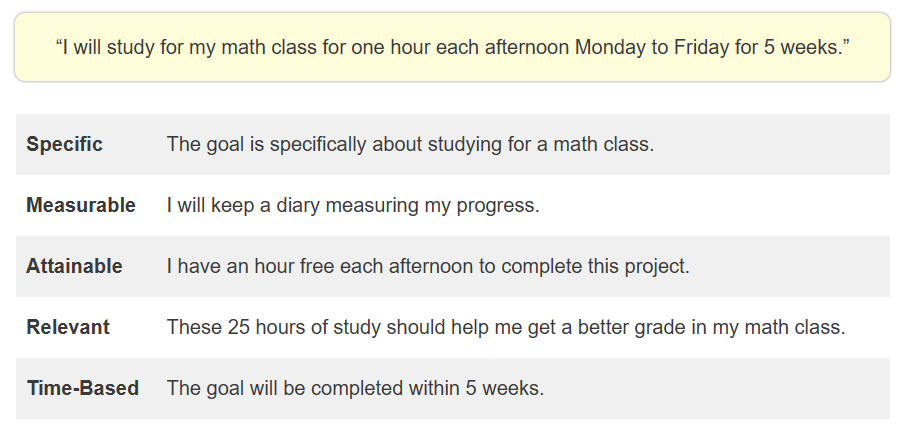 “I will study for my math class for one hour each afternoon Monday to Friday for 5 weeks.”
Specific The goal is specifically about studying for a math class.
Measurable I will keep a diary measuring my progress.
Attainable I have an hour free each afternoon to complete this project.
Relevant These 25 hours of study should help me get a better grade in my math class.
Time-Based The goal will be completed within 5 weeks.